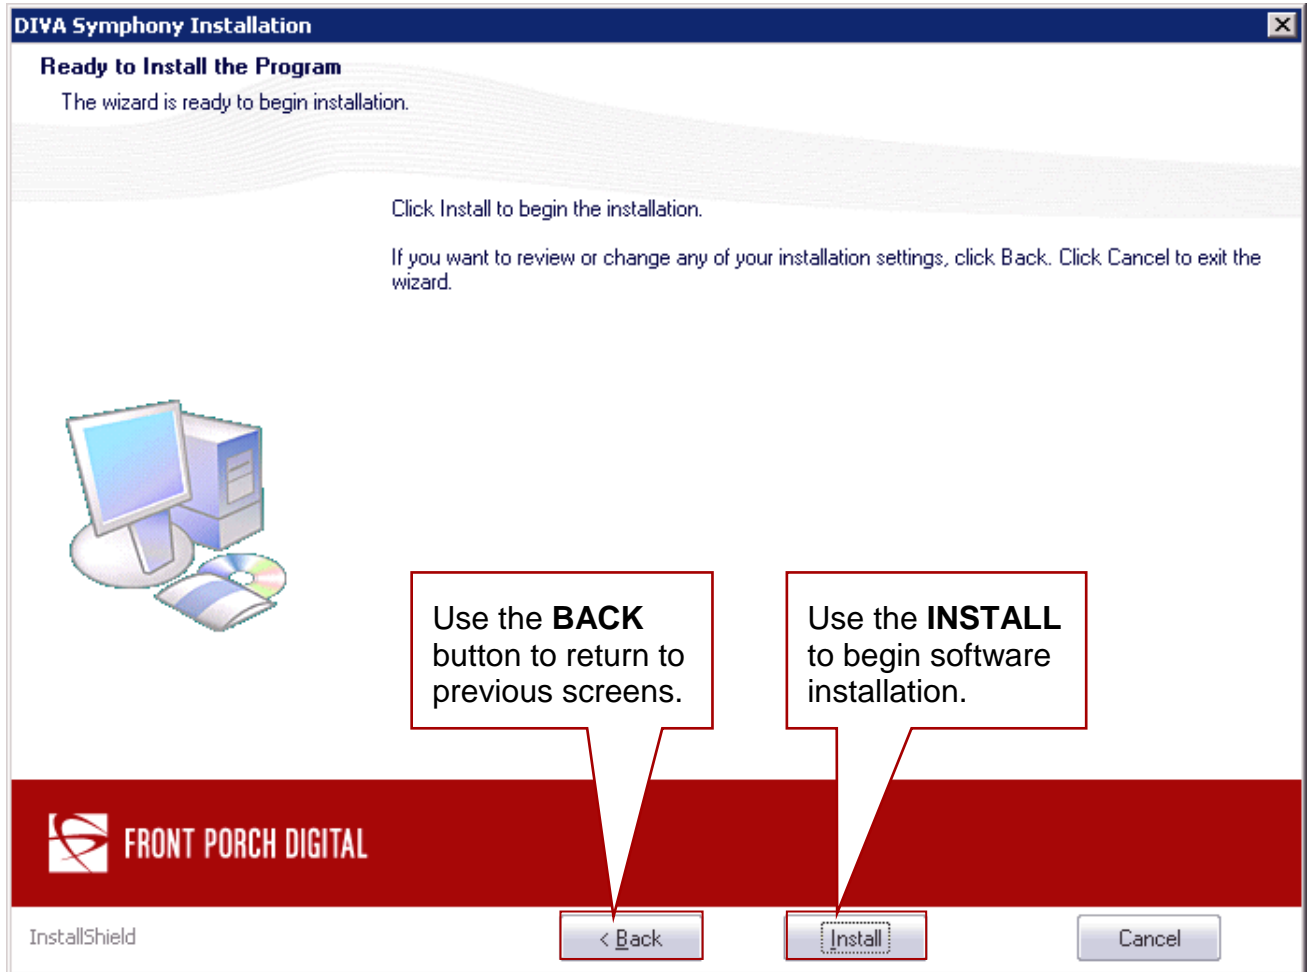 DIVA Symphony Installation
Ready to Install the Program
The wizard is ready to begin installation.
Click Install to begin the installation.
If you want to review or change any of your installation settings, click Back. Click Cancel to exit the
wizard.
Use the BACK
button to return to
previous screens.
Use the INSTALL
to begin software
installation.
FRONT PORCH DIGITAL
InstallShield
< Back
Install
Cancel